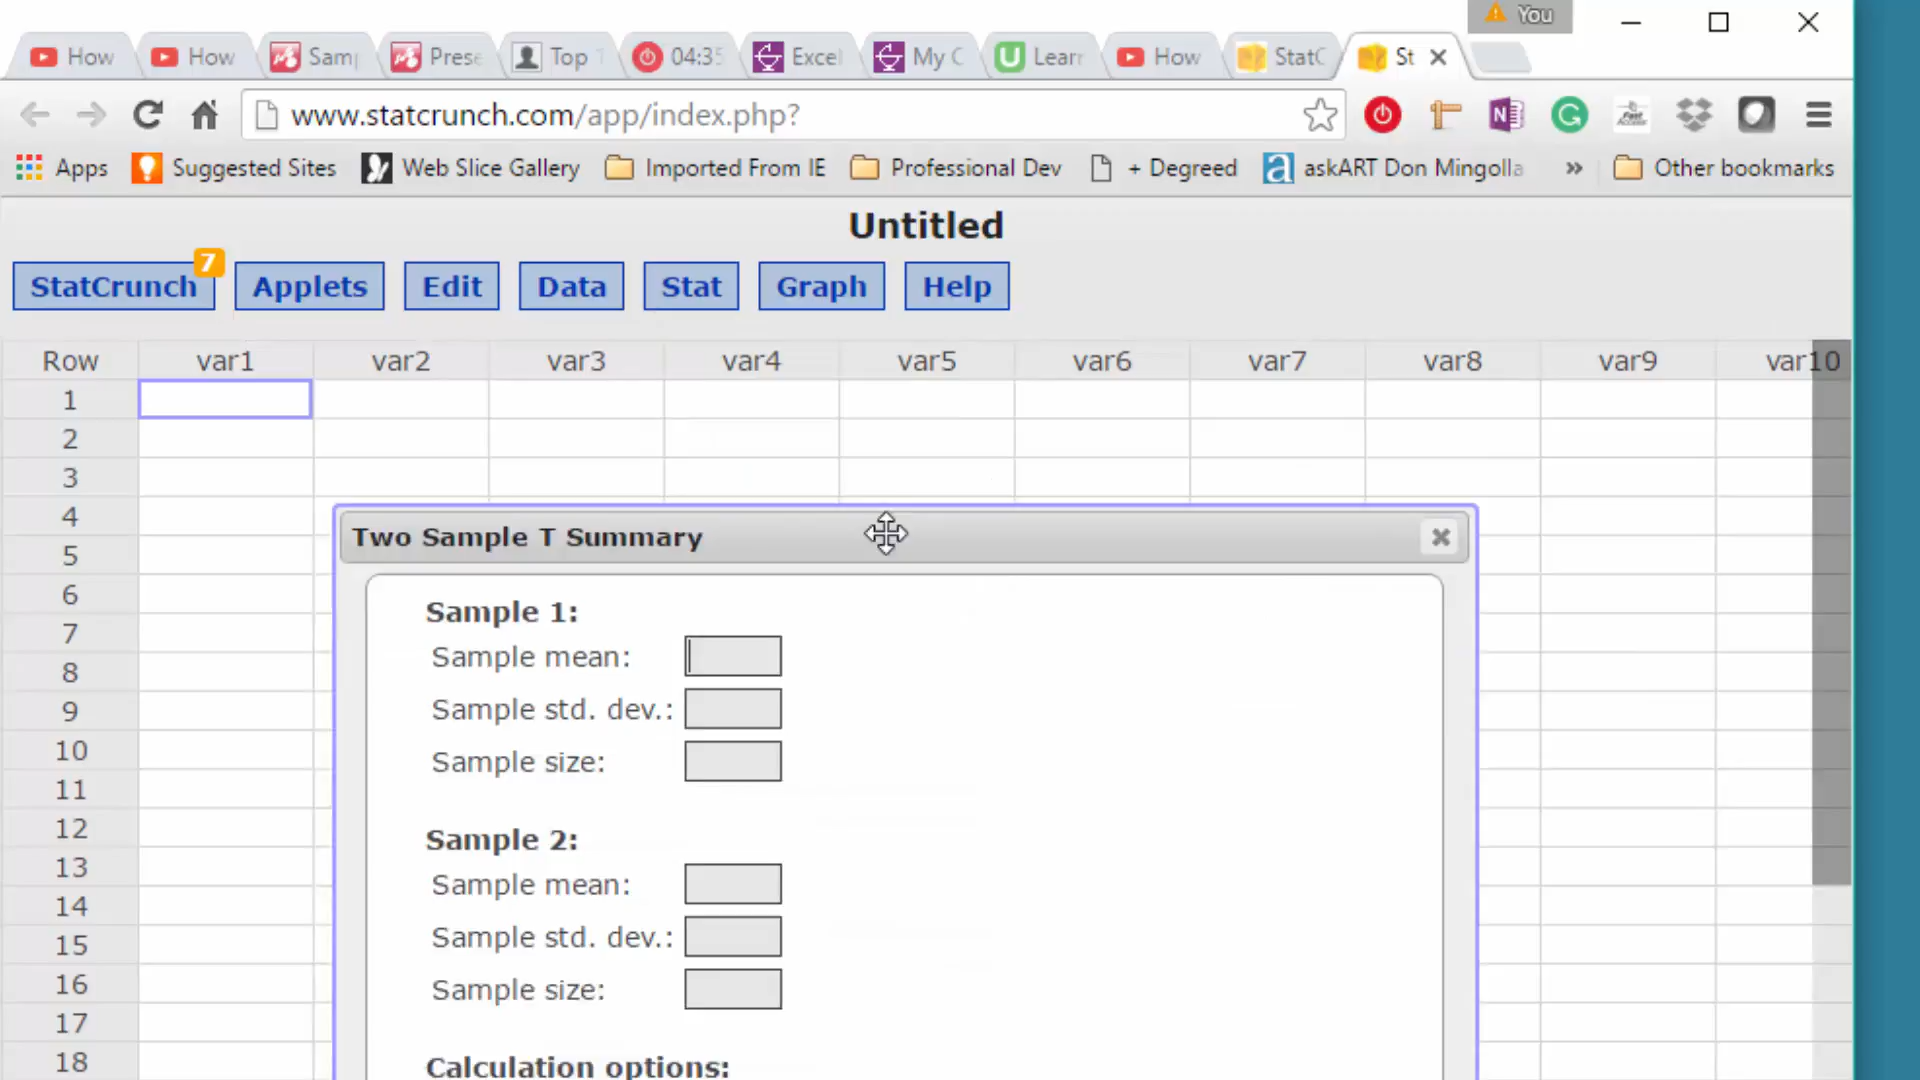 You
How How Sam Prese Top 04:35 Excel My C Learn How StatC St
www.statcrunch.com/app/index.php?
Apps Suggested Sites Web Slice Gallery Imported From IE Professional Dev + Degreed askART Don Mingolla » Other bookmarks
Untitled
7
StatCrunch Applets Edit Data Stat Graph Help
Row var1 var2 var3 var4 var5 var6 var7 var8 var9 var10
1
2
3
4
Two Sample T Summary
5
6
Sample 1:
7
Sample mean:
8
Sample std. dev.:
9
10
Sample size:
11
12
Sample 2:
13
Sample mean:
14
Sample std. dev.:
15
16
Sample size:
17
18
Calculation options: